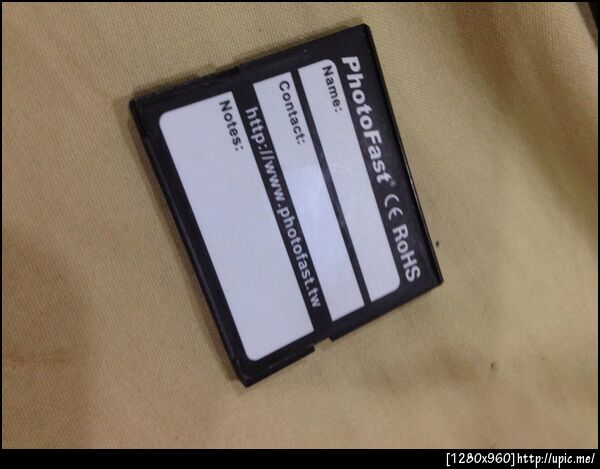 PhotoFast® CE RoHS
Name:
Contact:
http://www.photofast.tw
Notes:
[1280x960]http://upic.me/